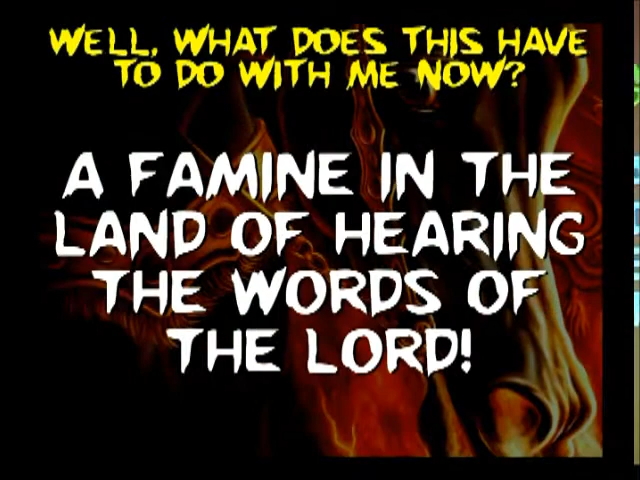 WELL, WHAT DOES THIS HAVE
TO DO WITH ME NOW?
A FAMINE IN THE
LAND OF HEARING
THE WORDS OF
THE LORD!